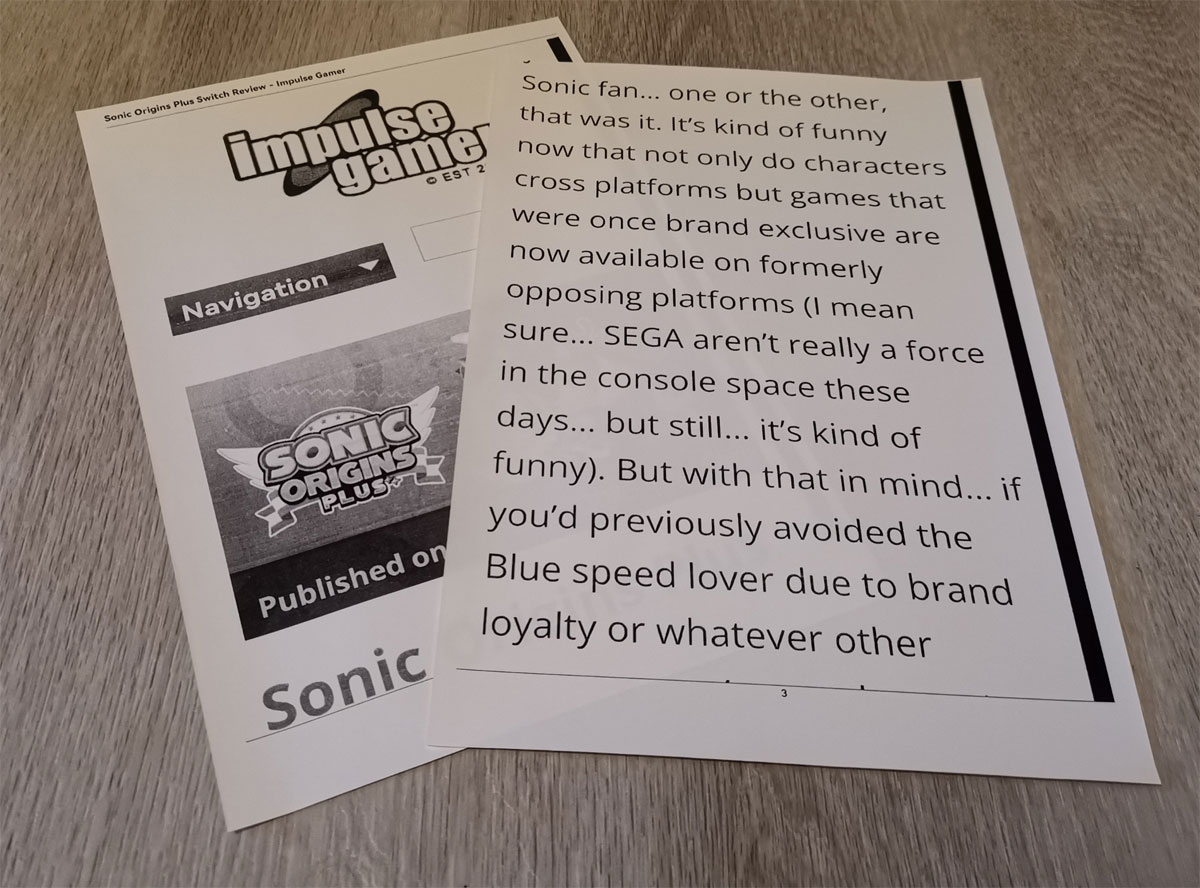 Sonic Origins Plus Switch Review - Impulse Gamer
impulse
gamer
© EST 2
Navigation
SONIC
ORIGINS
PLUS
Published on
Sonic
Sonic fan... one or the other,
that was it. It’s kind of funny
now that not only do characters
cross platforms but games that
were once brand exclusive are
now available on formerly
opposing platforms (I mean
sure... SEGA aren’t really a force
in the console space these
days... but still... it’s kind of
funny). But with that in mind... if
you’d previously avoided the
Blue speed lover due to brand
loyalty or whatever other
3